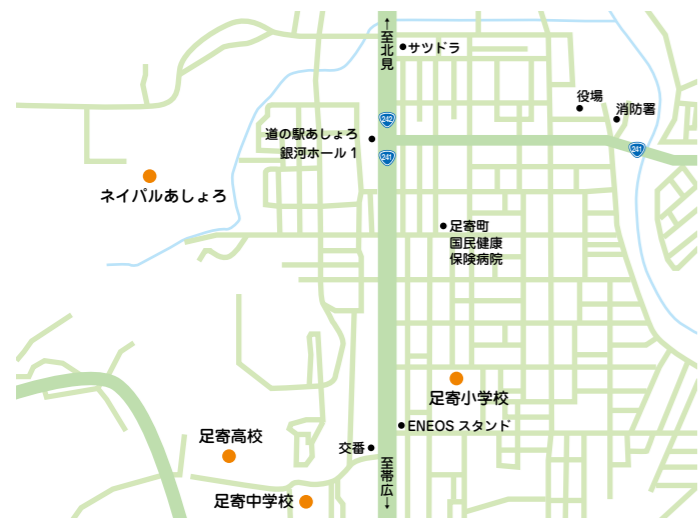 ↑至北見
サツドラ
役場
消防署
242
道の駅あしょろ
銀河ホール 1
241
241
ネイパルあしょろ
足寄町
国民健康
保険病院
足寄小学校
ENEOS スタンド
足寄高校
交番
至帯広↓
足寄中学校